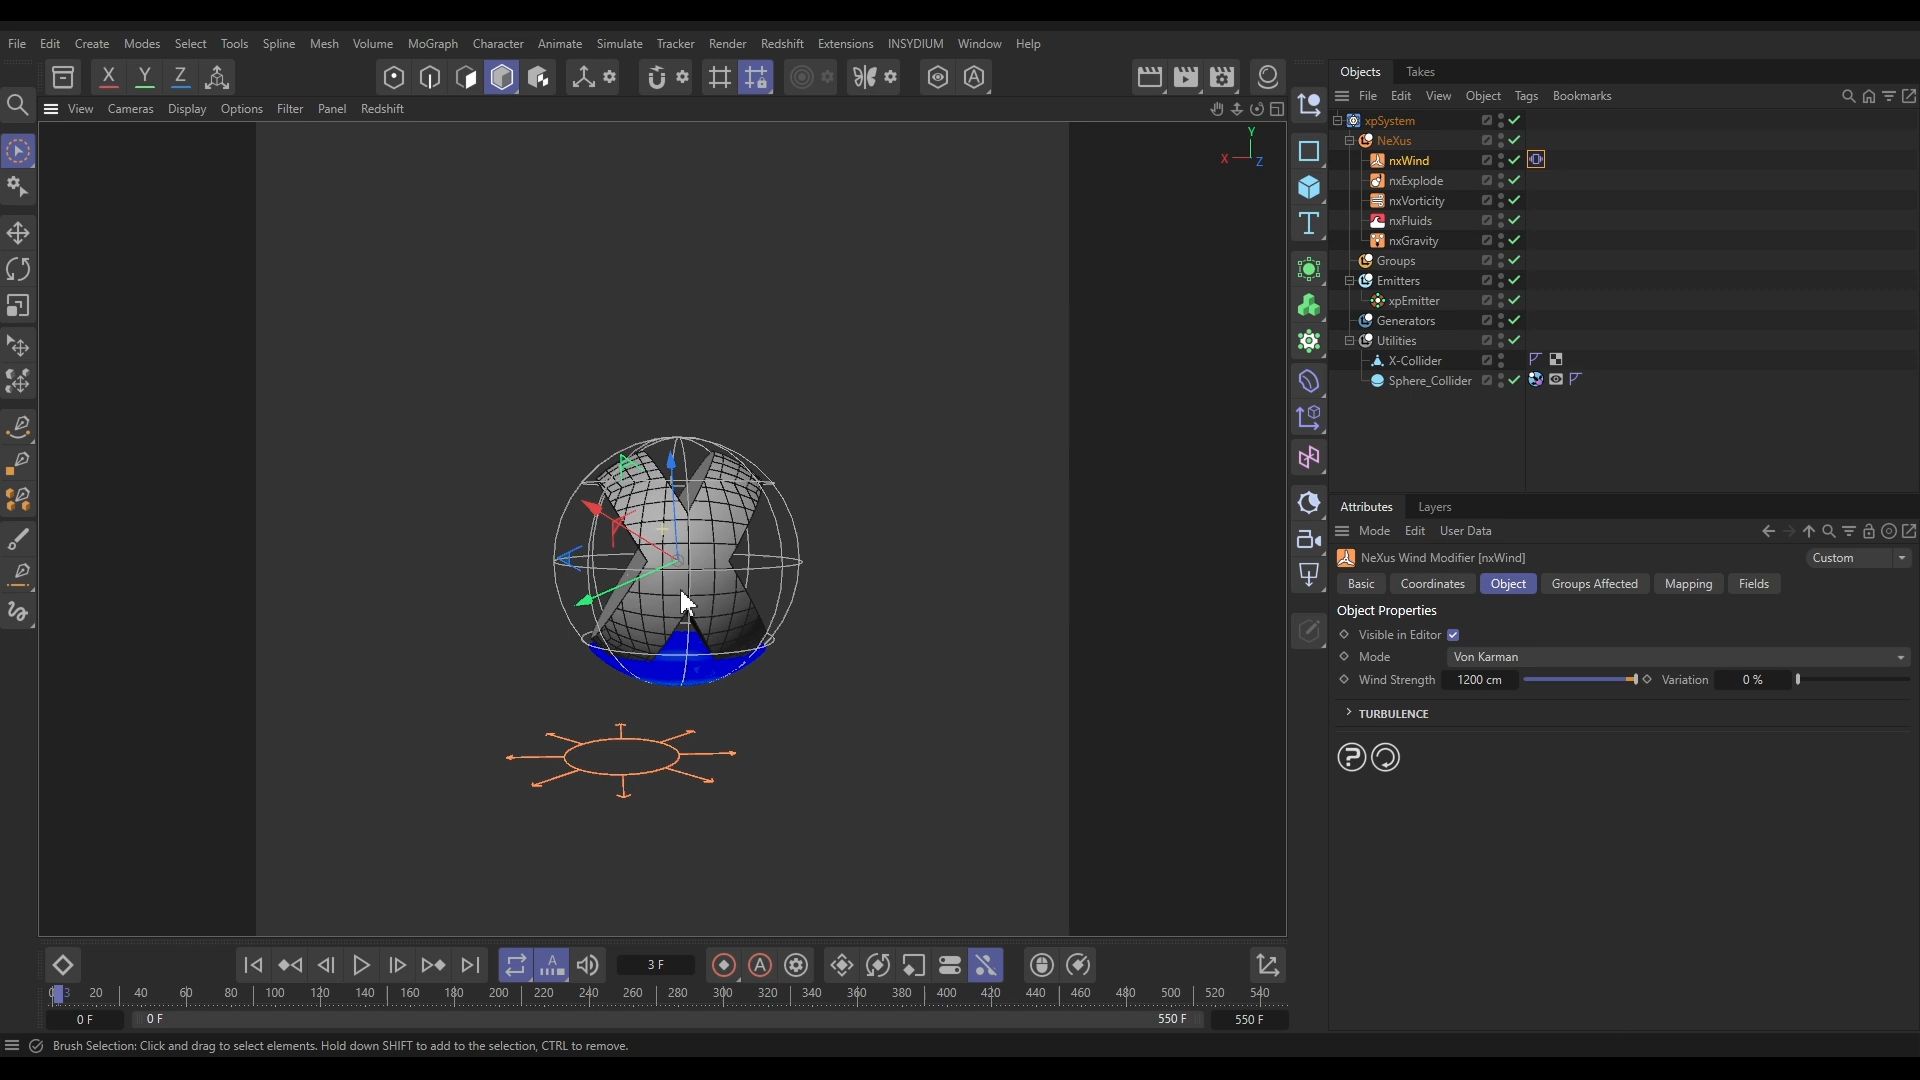 File Edit Create Modes Select Tools Spline Mesh Volume MoGraph Character Animate Simulate Tracker Render Redshift Extensions INSYDIUM Window Help
X Y Z
View Cameras Display Options Filter Panel Redshift
Y
X Z
Objects Takes
File Edit View Object Tags Bookmarks
xpSystem
NeXus
nxWind
nxExplode
nxVorticity
nxFluids
nxGravity
Groups
Emitters
xpEmitter
Generators
Utilities
X-Collider
Sphere_Collider
Attributes Layers
Mode Edit User Data
NeXus Wind Modifier [nxWind] Custom
Basic Coordinates Object Groups Affected Mapping Fields
Object Properties
Visible in Editor
Mode Von Karman
Wind Strength 1200 cm Variation 0 %
TURBULENCE
3 F
0 3 20 40 60 80 100 120 140 160 180 200 220 240 260 280 300 320 340 360 380 400 420 440 460 480 500 520 540
0 F 0 F 550 F 550 F
Brush Selection: Click and drag to select elements. Hold down SHIFT to add to the selection, CTRL to remove.